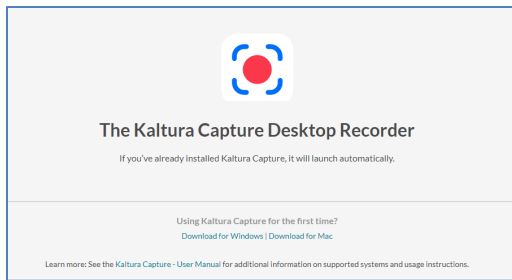 The Kaltura Capture Desktop Recorder
If you've already installed Kaltura Capture, it will launch automatically.
Using Kaltura Capture for the first time?
Download for Windows | Download for Mac
Learn more: See the Kaltura Capture - User Manual for additional information on supported systems and usage instructions.